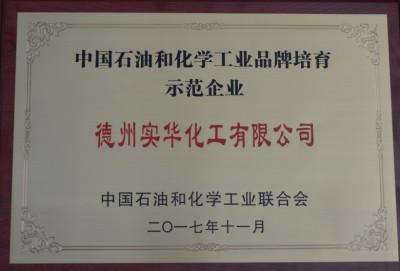 中国石油和化学工业品牌培育
示范企业
德州实华化工有限公司
中国石油和化学工业联合会
二〇一七年十一月